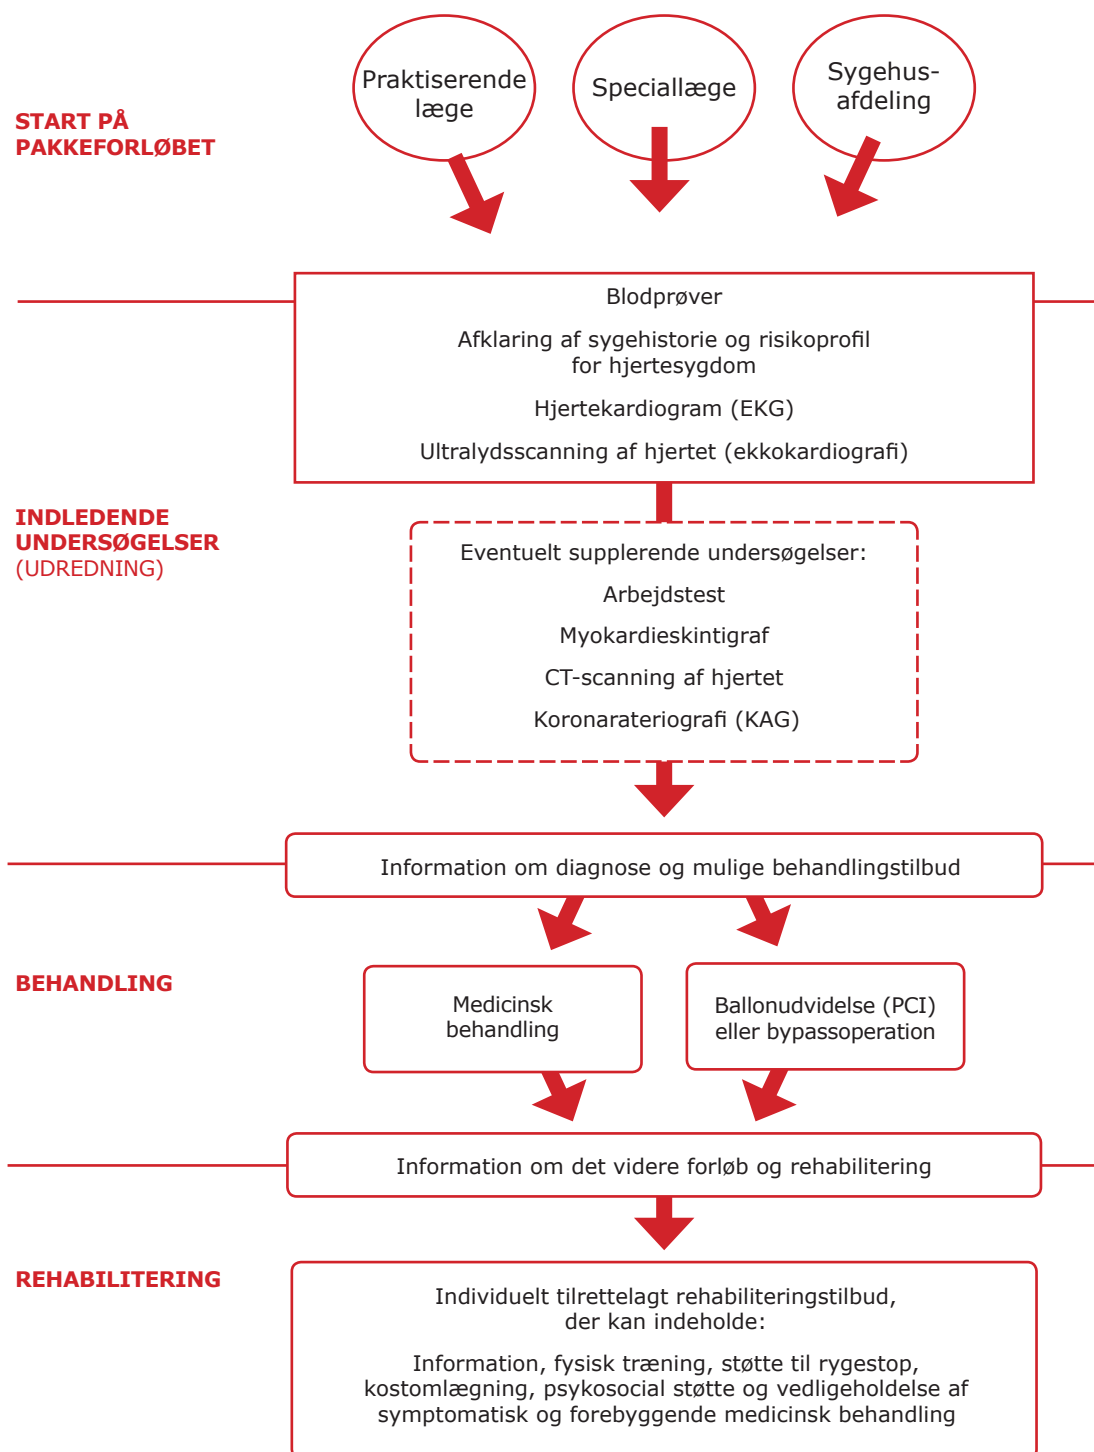 START PÅ
PAKKEFORLØBET
Praktiserende
læge
Speciallæge
Sygehus-
afdeling
INDLEDENDE
UNDERSØGELSER
(UDREDNING)
Blodprøver
Afklaring af sygehistorie og risikoprofil
for hjertesygdom
Hjertekardiogram (EKG)
Ultralydsscanning af hjertet (ekkokardiografi)
Eventuelt supplerende undersøgelser:
Arbejdstest
Myokardieskintigraf
CT-scanning af hjertet
Koronarateriografi (KAG)
Information om diagnose og mulige behandlingstilbud
BEHANDLING
Medicinsk
behandling
Ballonudvidelse (PCI)
eller bypassoperation
Information om det videre forløb og rehabilitering
REHABILITERING
Individuelt tilrettelagt rehabiliteringstilbud,
der kan indeholde:
Information, fysisk træning, støtte til rygestop,
kostomlægning, psykosocial støtte og vedligeholdelse af
symptomatisk og forebyggende medicinsk behandling